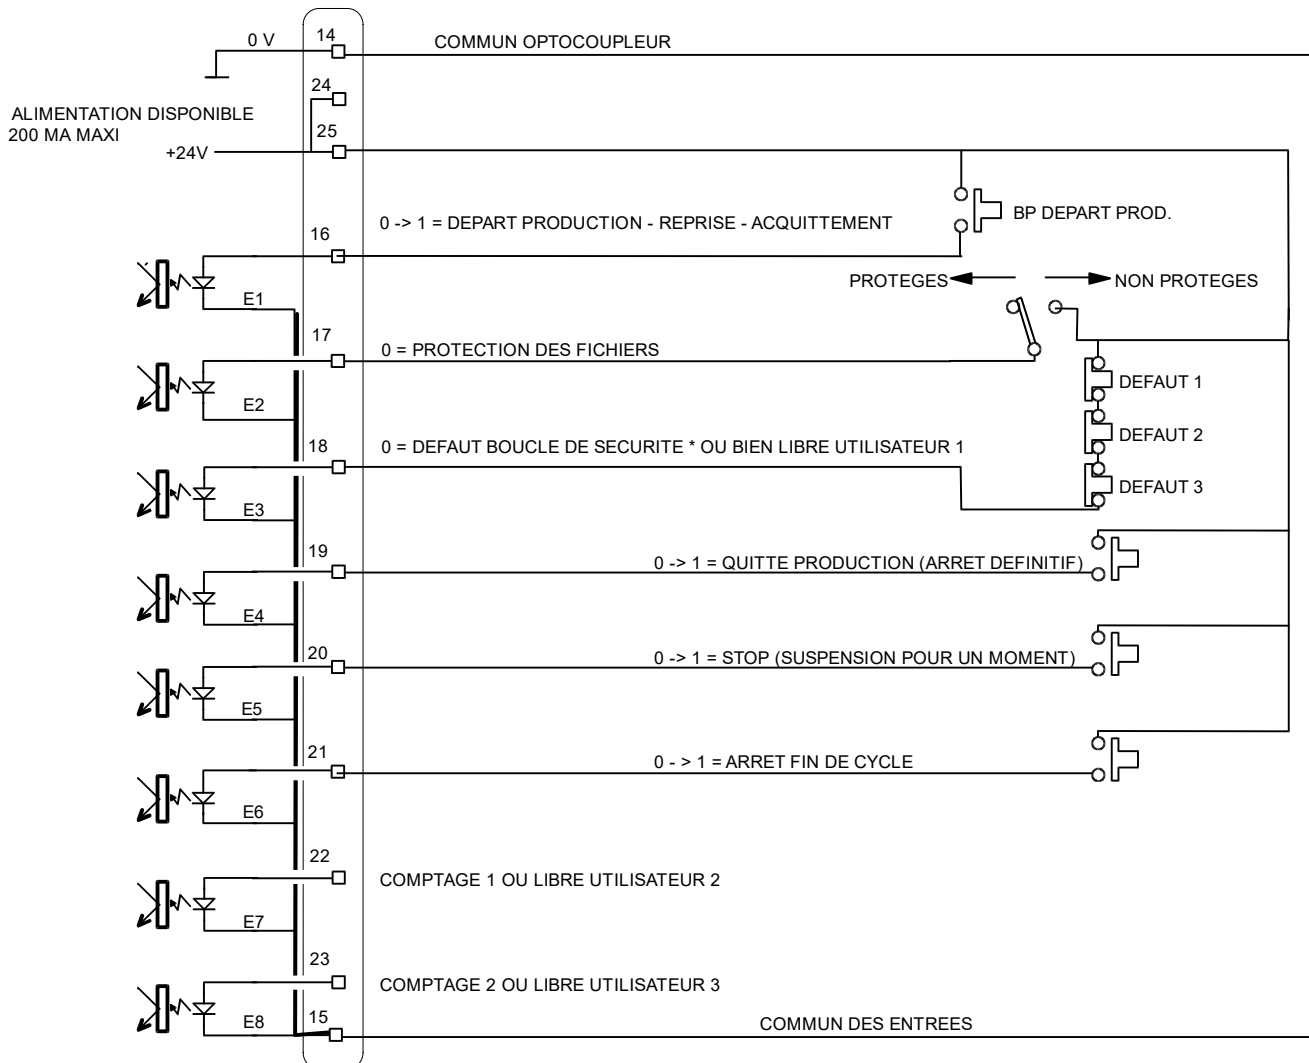 0 V
14
COMMUN OPTOCOUPLEUR
24
ALIMENTATION DISPONIBLE
200 MA MAXI
25
+24V
BP DEPART PROD.
0 -> 1 = DEPART PRODUCTION - REPRISE - ACQUITTEMENT
16
PROTEGES
NON PROTEGES
E1
17
0 = PROTECTION DES FICHIERS
DEFAUT 1
E2
DEFAUT 2
18
0 = DEFAUT BOUCLE DE SECURITE * OU BIEN LIBRE UTILISATEUR 1
DEFAUT 3
E3
19
0 -> 1 = QUITTE PRODUCTION (ARRET DEFINITIF)
E4
20
0 -> 1 = STOP (SUSPENSION POUR UN MOMENT)
E5
21
0 - > 1 = ARRET FIN DE CYCLE
E6
22
COMPTAGE 1 OU LIBRE UTILISATEUR 2
E7
23
COMPTAGE 2 OU LIBRE UTILISATEUR 3
E8
15
COMMUN DES ENTREES